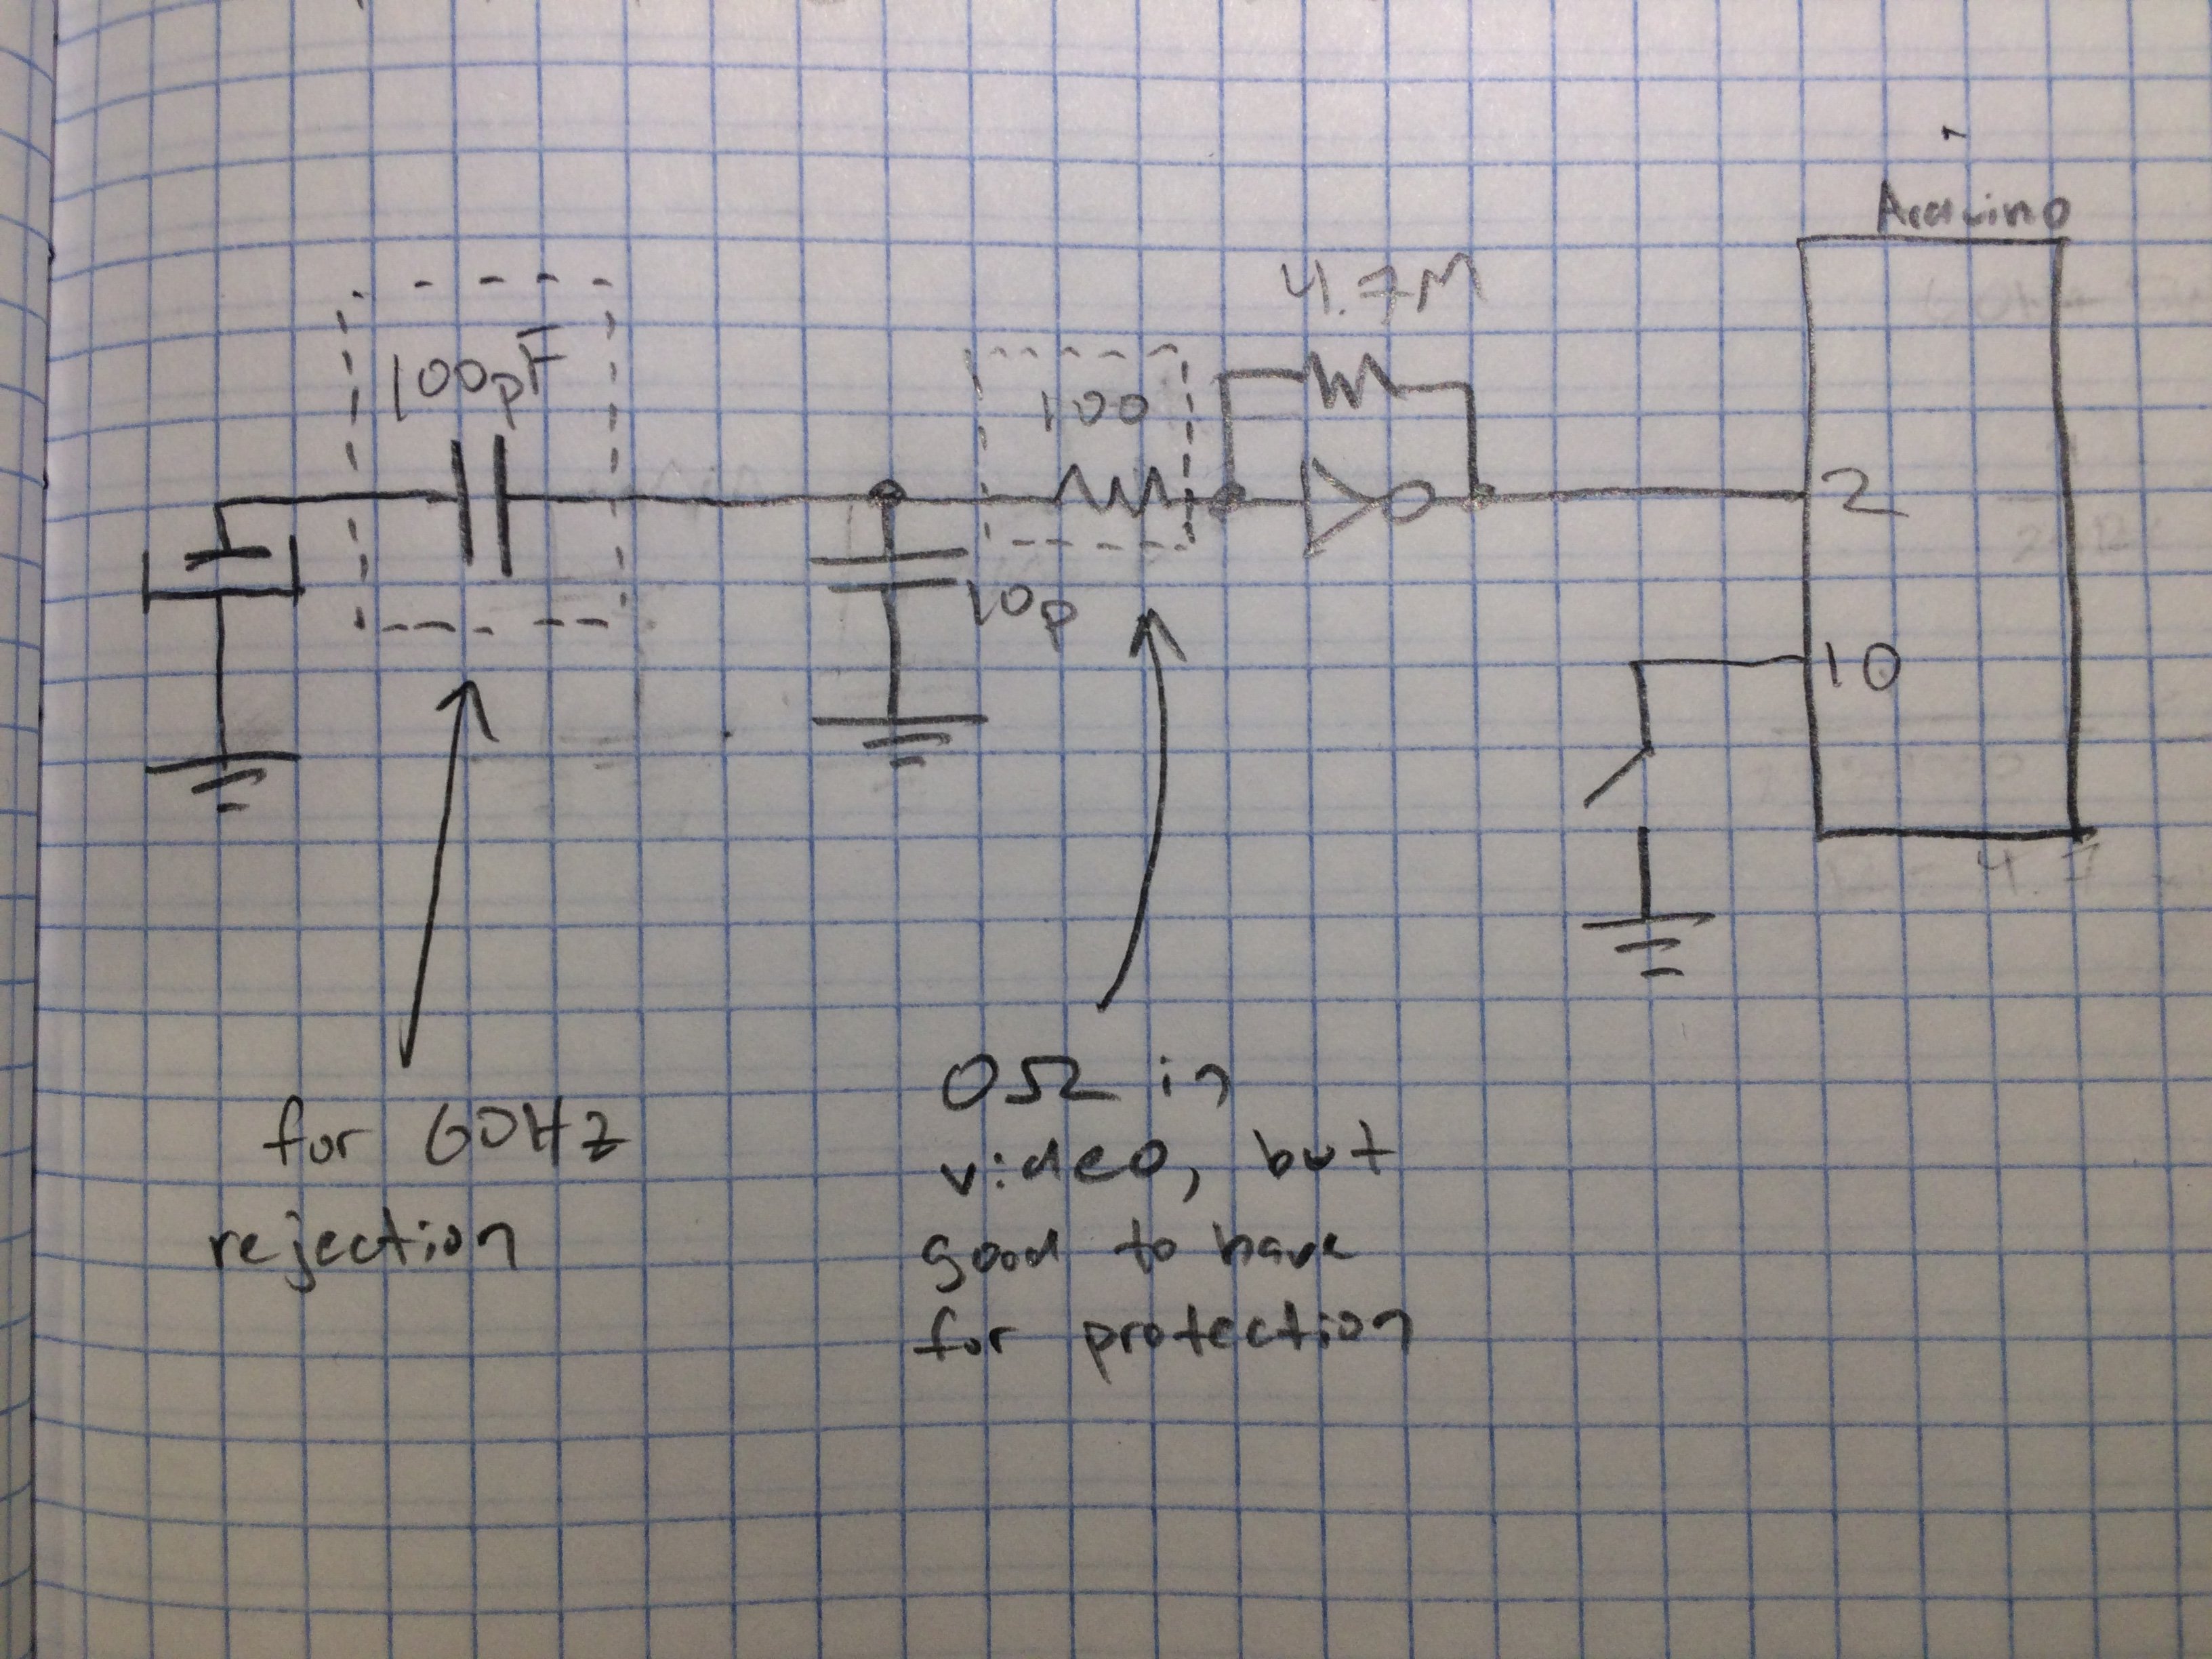 Arduino
4.7M
100pF
100
2
10p
10
for 60Hz
rejection
0Ω in
video, but
good to have
for protection